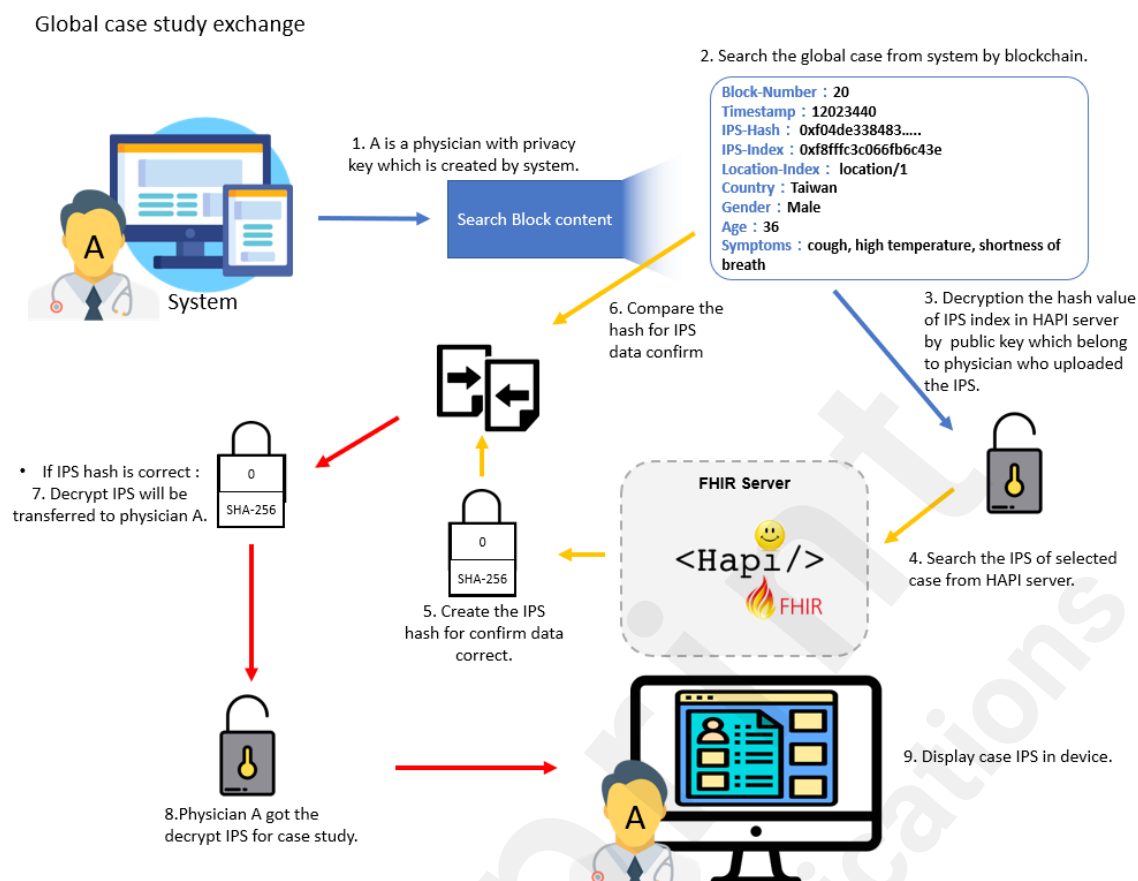 Global case study exchange
2. Search the global case from system by blockchain.
Block-Number：20
Timestamp：12023440
IPS-Hash： 0xf04de338483…..
IPS-Index：0xf8fffc3c066fb6c43e
Location-Index： location/1
Country：Taiwan
Gender：Male
Age：36
Symptoms：cough, high temperature, shortness of
breath
1. A is a physician with privacy
key which is created by system.
Search Block content
A
System
3. Decryption the hash value
of IPS index in HAPI server
by public key which belong
to physician who uploaded
the IPS.
6. Compare the
hash for IPS
data confirm
• If IPS hash is correct :
7. Decrypt IPS will be
transferred to physician A.
0
SHA-256
FHIR Server
<Hapi/>
FHIR
0
SHA-256
4. Search the IPS of selected
case from HAPI server.
5. Create the IPS
hash for confirm data
correct.
9. Display case IPS in device.
8.Physician A got the
decrypt IPS for case study.
A